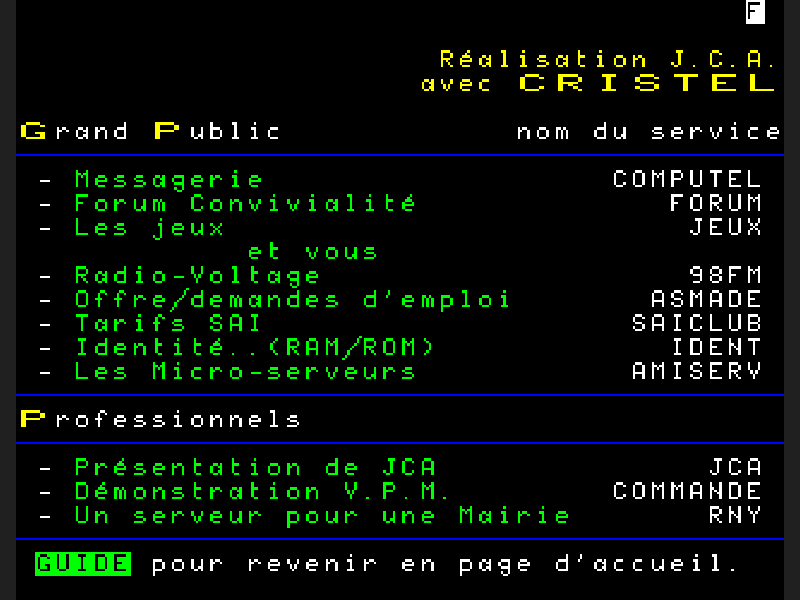 F
Réalisation J.C.A.
avec CRISTEL
Grand Public nom du service
- Messagerie COMPUTEL
- Forum Convivialité FORUM
- Les jeux JEUX
et vous
- Radio-Voltage 98FM
- Offre/demandes d'emploi ASMADE
- Tarifs SAI SAICLUB
- Identité..(RAM/ROM) IDENT
- Les Micro-serveurs AMISERV
Professionnels
- Présentation de JCA JCA
- Démonstration V.P.M. COMMANDE
- Un serveur pour une Mairie RNY
GUIDE pour revenir en page d'accueil.